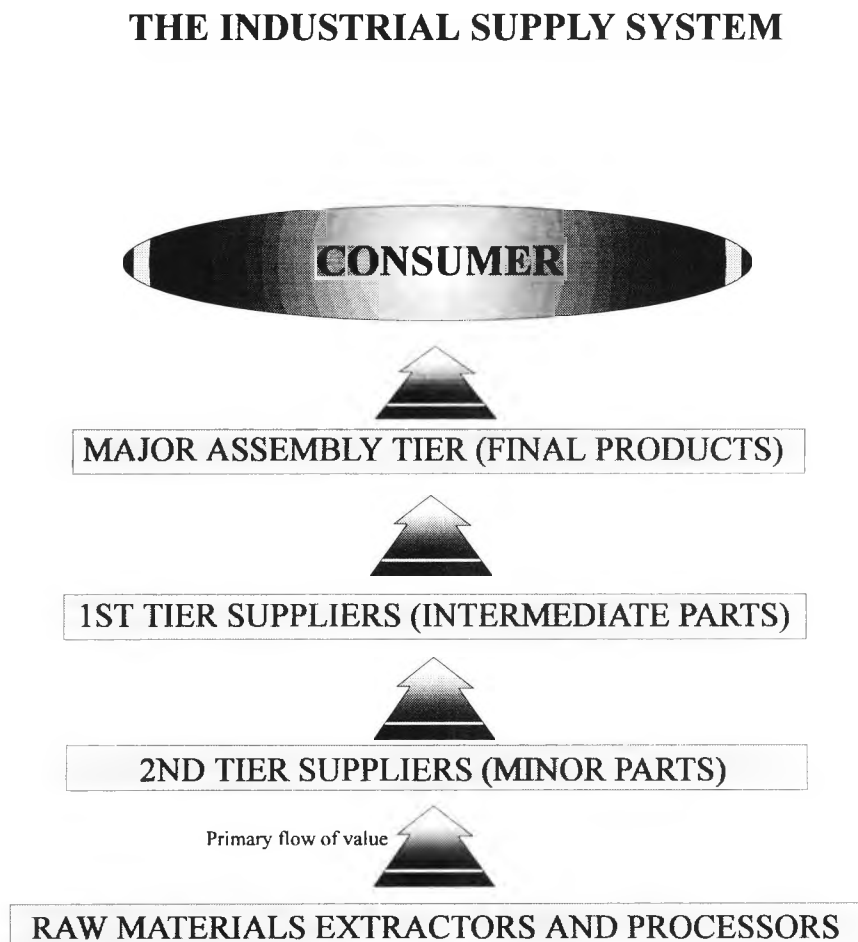 THE INDUSTRIAL SUPPLY SYSTEM
CONSUMER
MAJOR ASSEMBLY TIER (FINAL PRODUCTS)
1ST TIER SUPPLIERS (INTERMEDIATE PARTS)
2ND TIER SUPPLIERS (MINOR PARTS)
Primary flow of value
RAW MATERIALS EXTRACTORS AND PROCESSORS